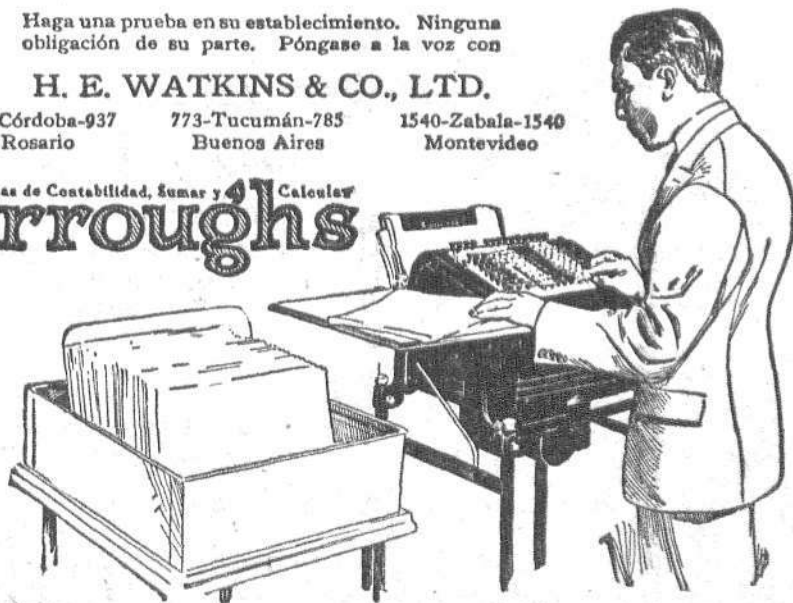 Haga una prueba en su establecimiento. Ninguna
obligación de su parte. Póngase a la voz con
H. E. WATKINS & CO., LTD.
Córdoba-937 773-Tucumán-785 1540-Zabala-1540
Rosario Buenos Aires Montevideo
de Contabilidad, Sumar y Calcular
rroughs